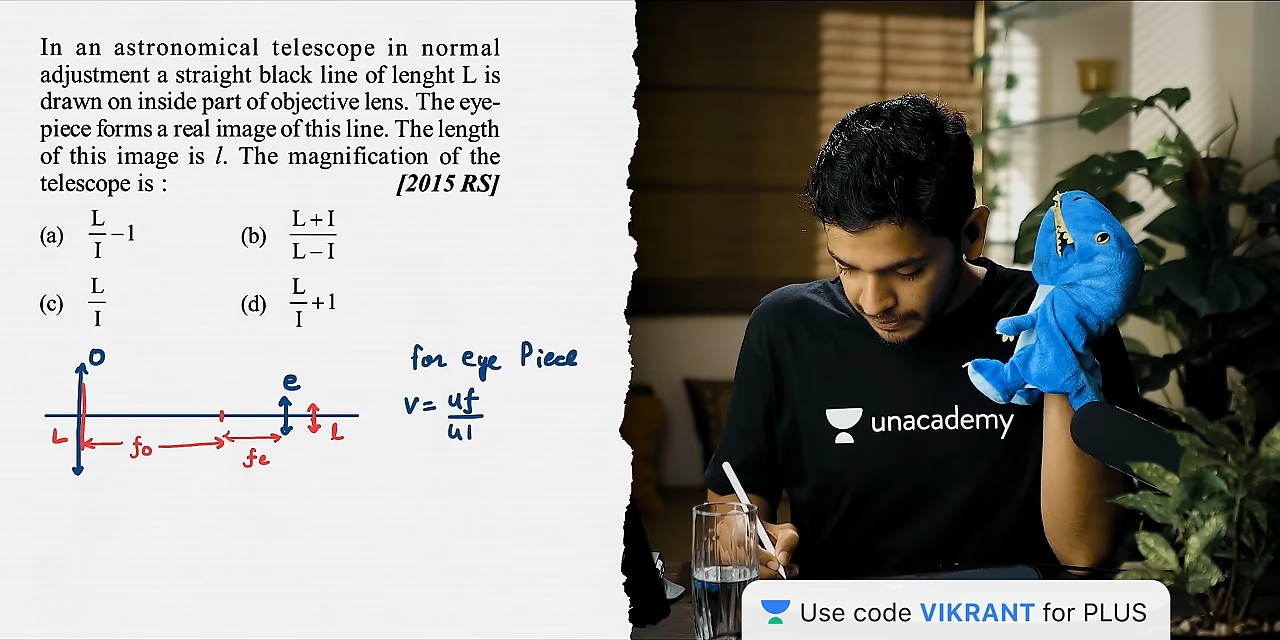 In an astronomical telescope in normal
adjustment a straight black line of lenght L is
drawn on inside part of objective lens. The eye-
piece forms a real image of this line. The length
of this image is l. The magnification of the
telescope is :
[2015 RS]
(a) L/I −1
(b) L+I/L−I
(c) L/I
(d) L/I +1
O
e
L
fo
fe
l
for eye Piece
v = uf
u
unacademy
Use code VIKRANT for PLUS